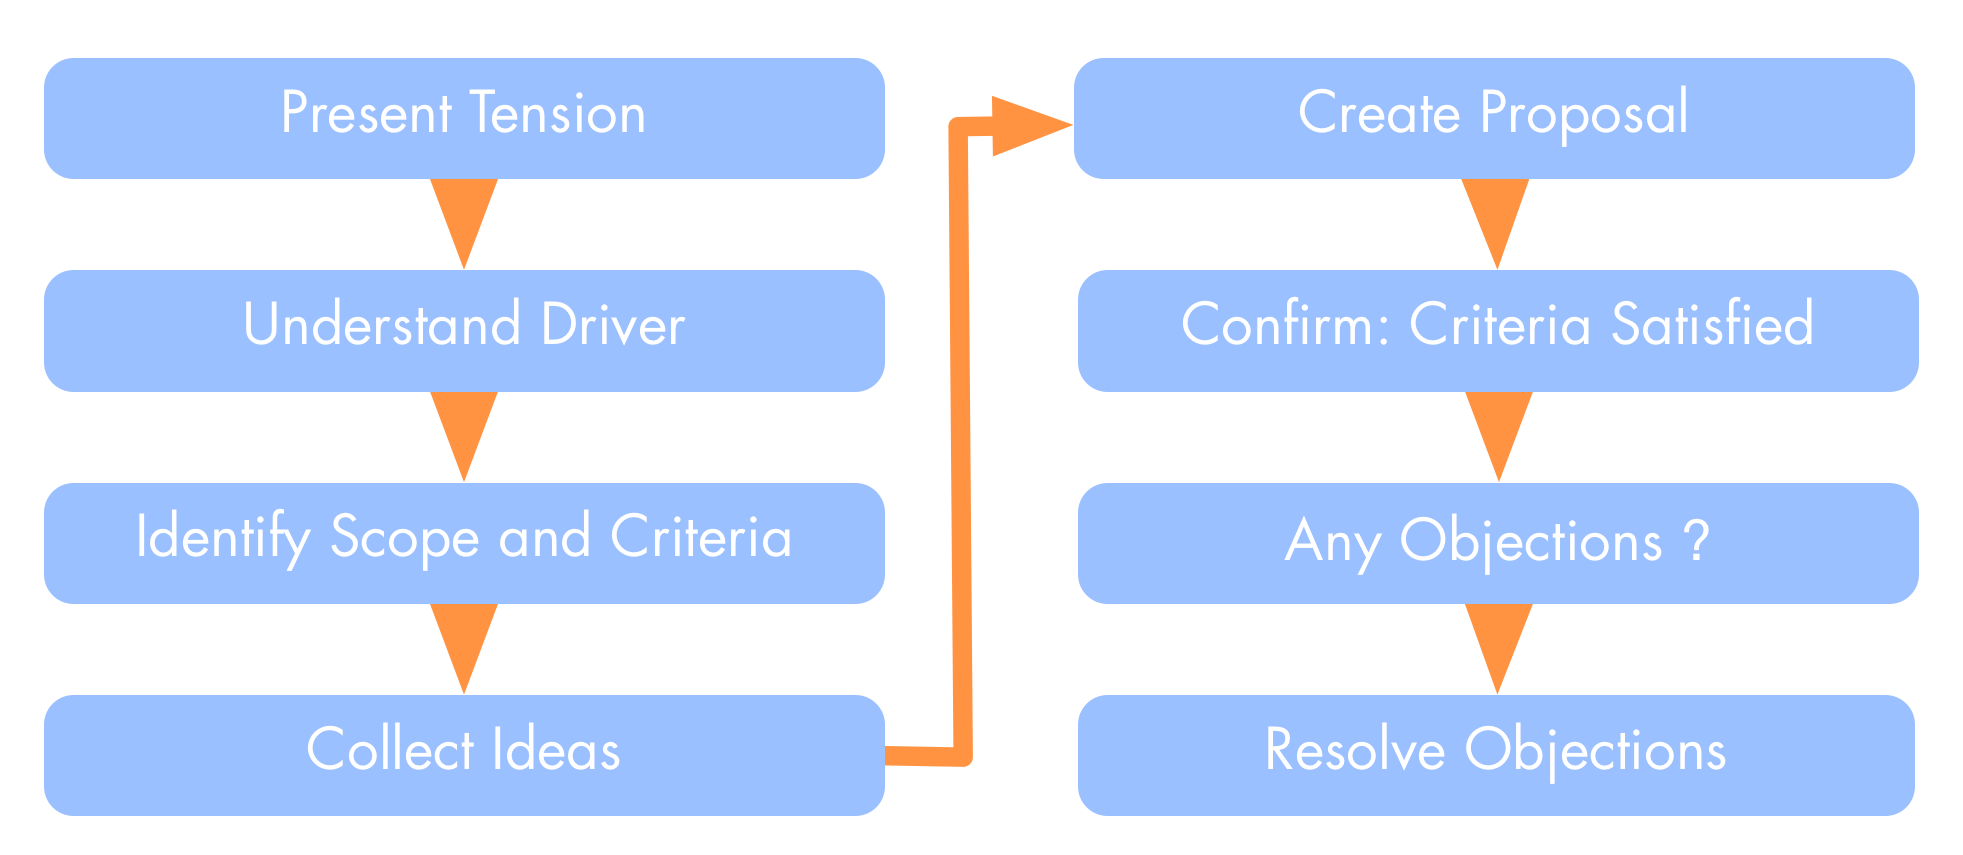 Present Tension
Understand Driver
Identify Scope and Criteria
Collect Ideas
Create Proposal
Confirm: Criteria Satisfied
Any Objections ?
Resolve Objections